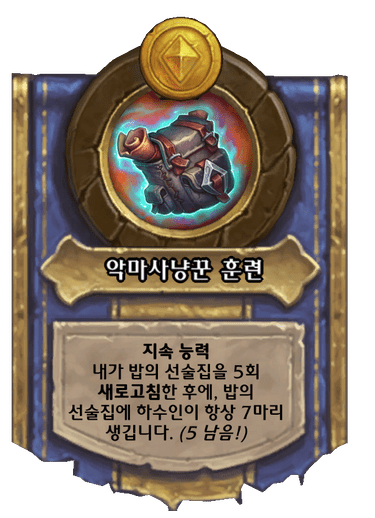 악마사냥꾼 훈련
지속 능력
내가 밥의 선술집을 5회
새로고침한 후에, 밥의
선술집에 하수인이 항상 7마리
생깁니다. (5 남음!)